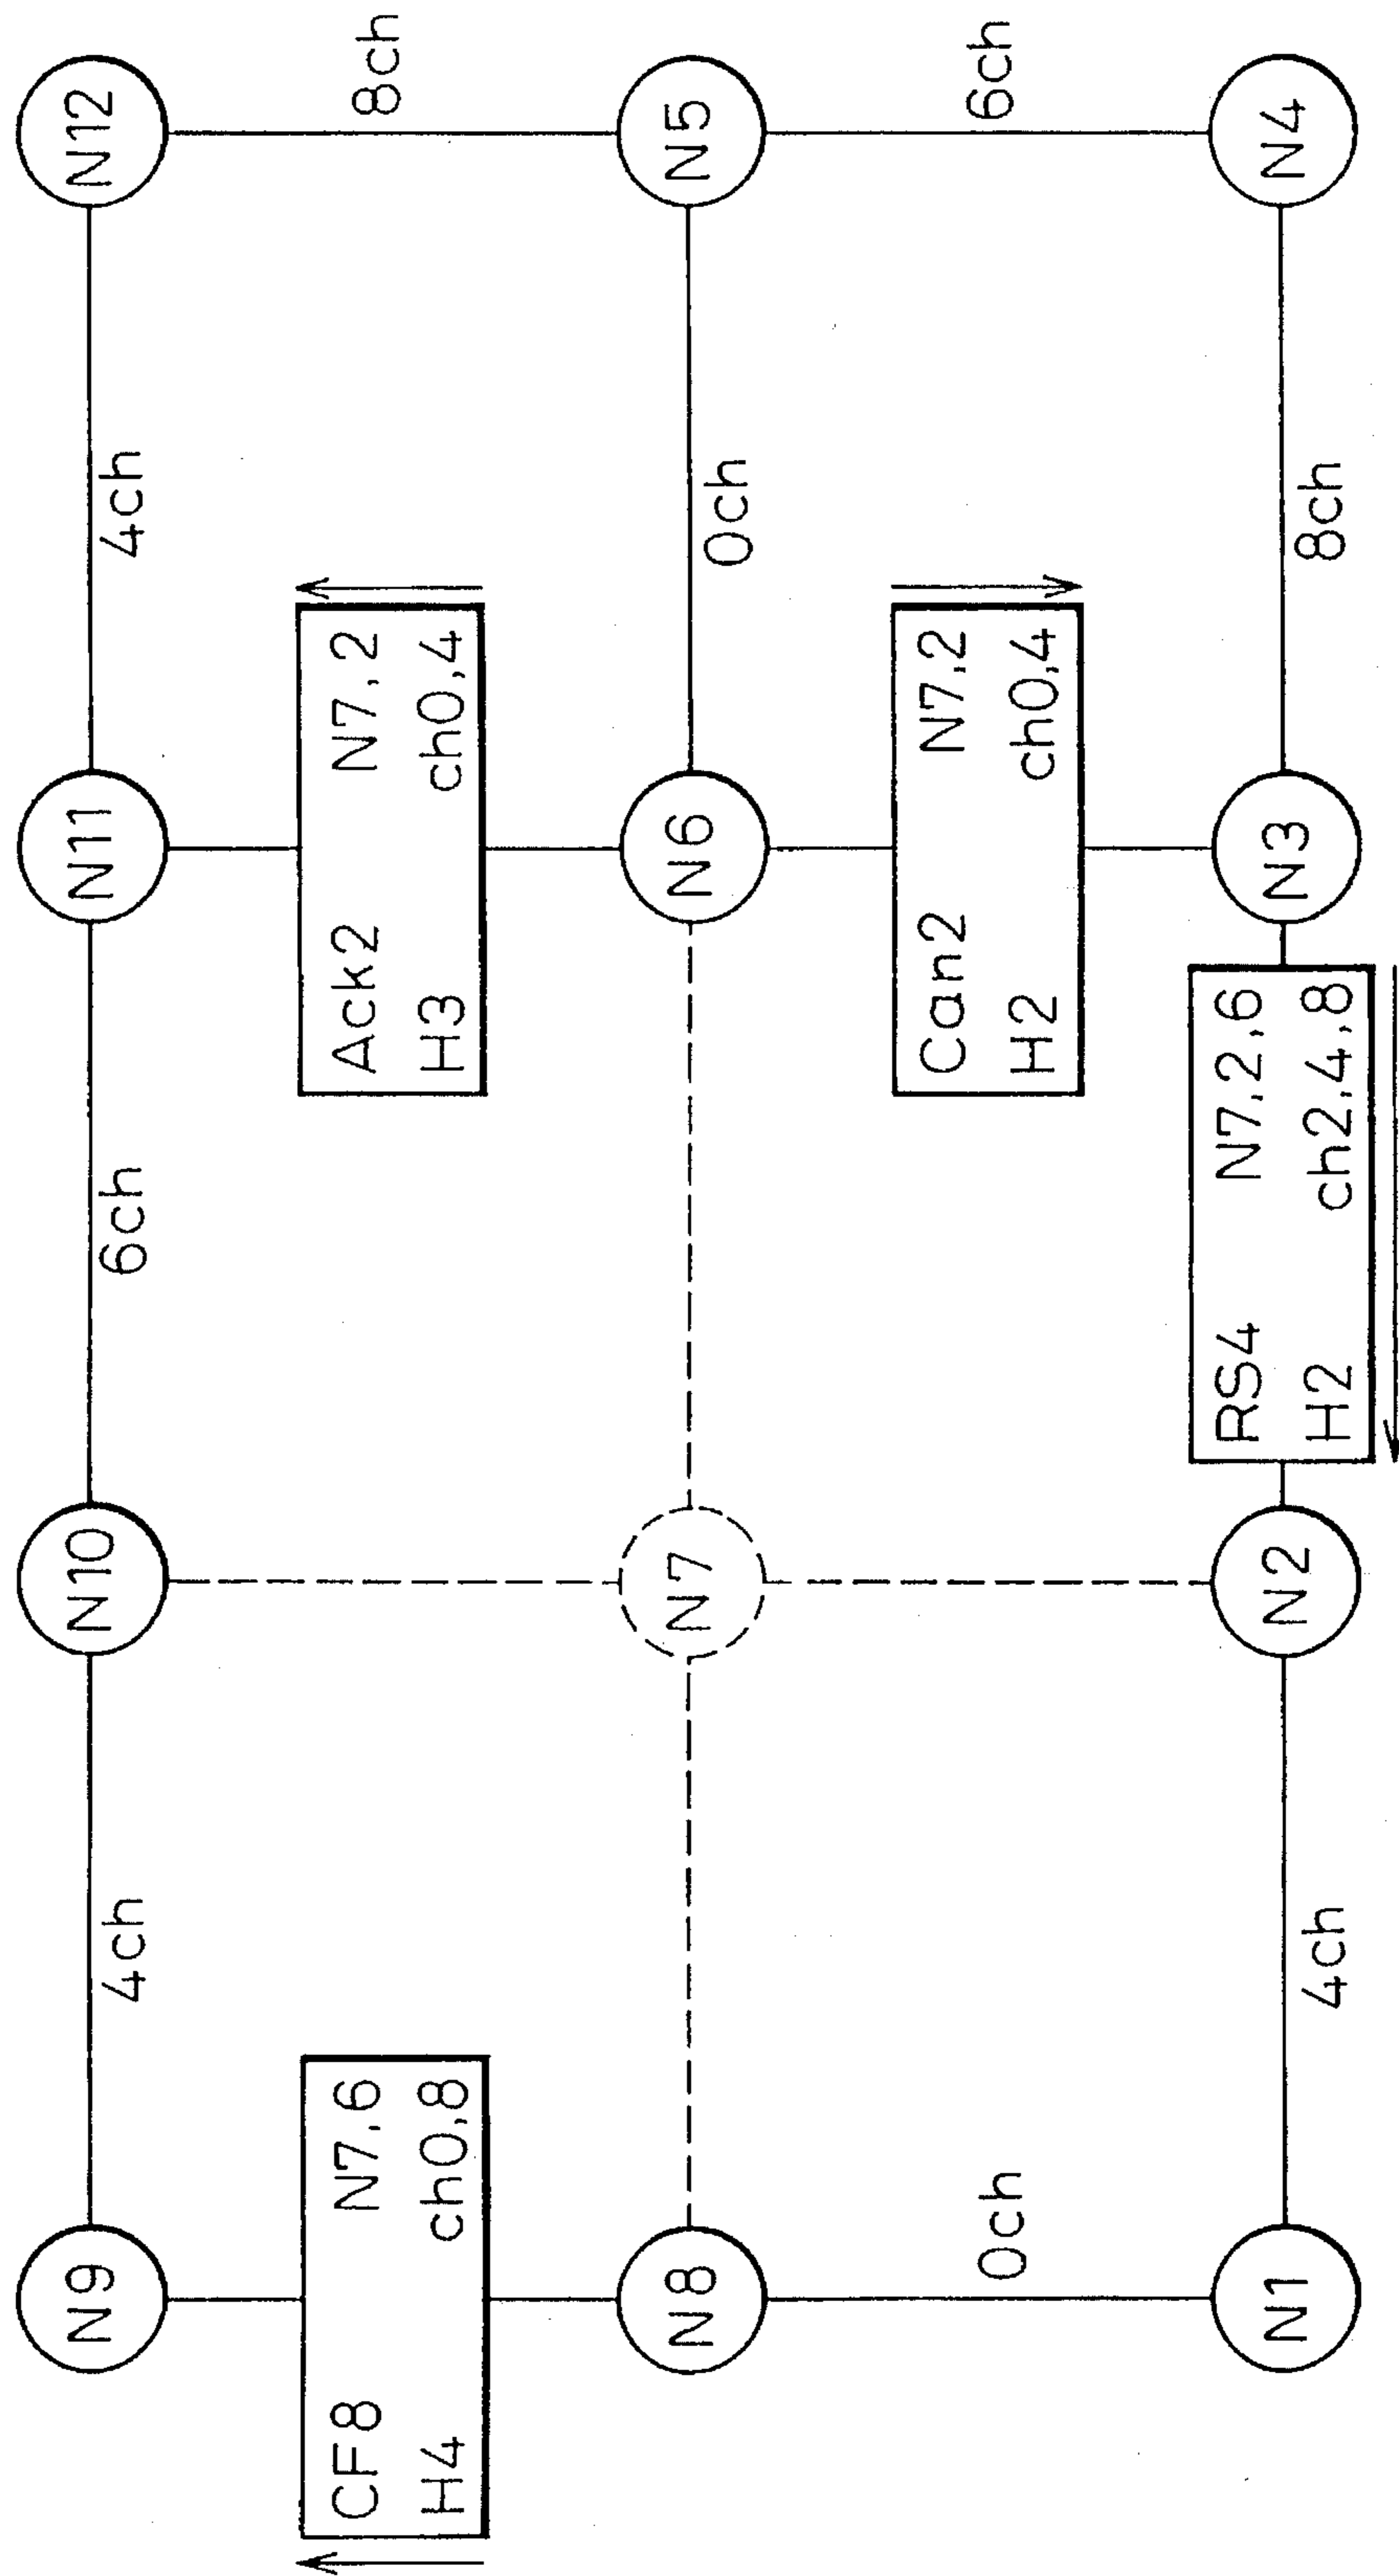 N9
4ch
N10
6ch
N11
4ch
N12
CF8 N7,6
H4 ch0,8
Ack2 N7,2
H3 ch0,4
8ch
N8
N7
N6
0ch
N5
0ch
Can2 N7,2
H2 ch0,4
6ch
N1
4ch
N2
RS4 N7,2,6
H2 ch2,4,8
N3
8ch
N4